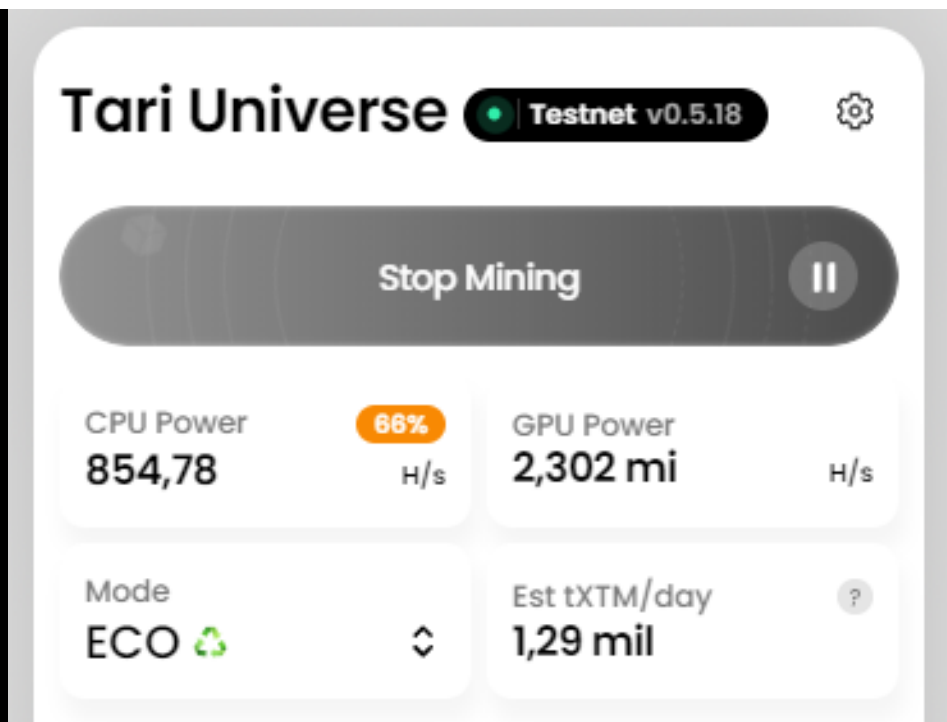 Tari Universe Testnet v0.5.18
Stop Mining
CPU Power 66%
854,78 H/s
GPU Power
2,302 mi H/s
Mode
ECO
Est tXTM/day ?
1,29 mil